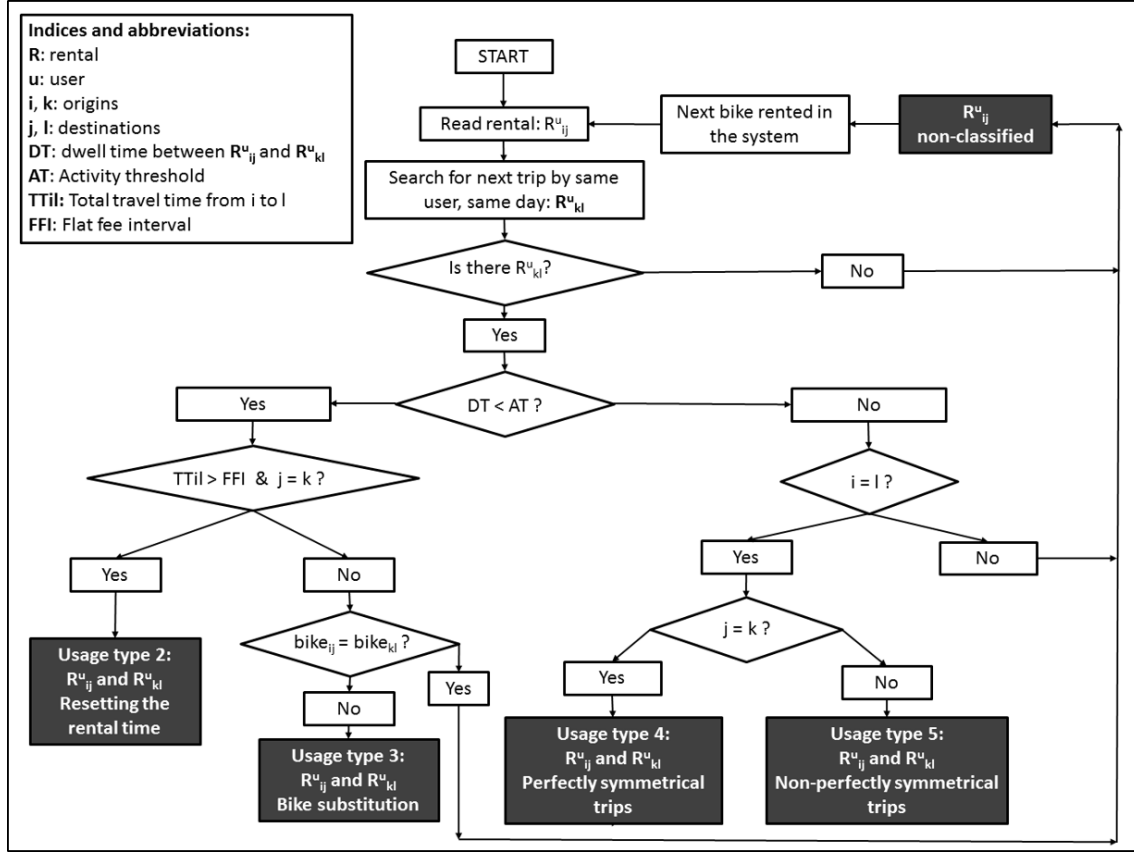 Indices and abbreviations:
R: rental
u: user
i, k: origins
j, l: destinations
DT: dwell time between Rᵘij and Rᵘkl
AT: Activity threshold
TTil: Total travel time from i to l
FFI: Flat fee interval
START
Read rental: Rᵘij
Next bike rented in
the system
Rᵘij
non-classified
Search for next trip by same
user, same day: Rᵘkl
Is there Rᵘkl?
No
Yes
DT < AT ?
Yes
No
TTil > FFI & j = k ?
i = l ?
Yes
No
Yes
No
bikeij = bikekl ?
j = k ?
Yes
No
Yes
No
Usage type 2:
Rᵘij and Rᵘkl
Resetting the
rental time
Usage type 3:
Rᵘij and Rᵘkl
Bike substitution
Usage type 4:
Rᵘij and Rᵘkl
Perfectly symmetrical
trips
Usage type 5:
Rᵘij and Rᵘkl
Non-perfectly symmetrical
trips